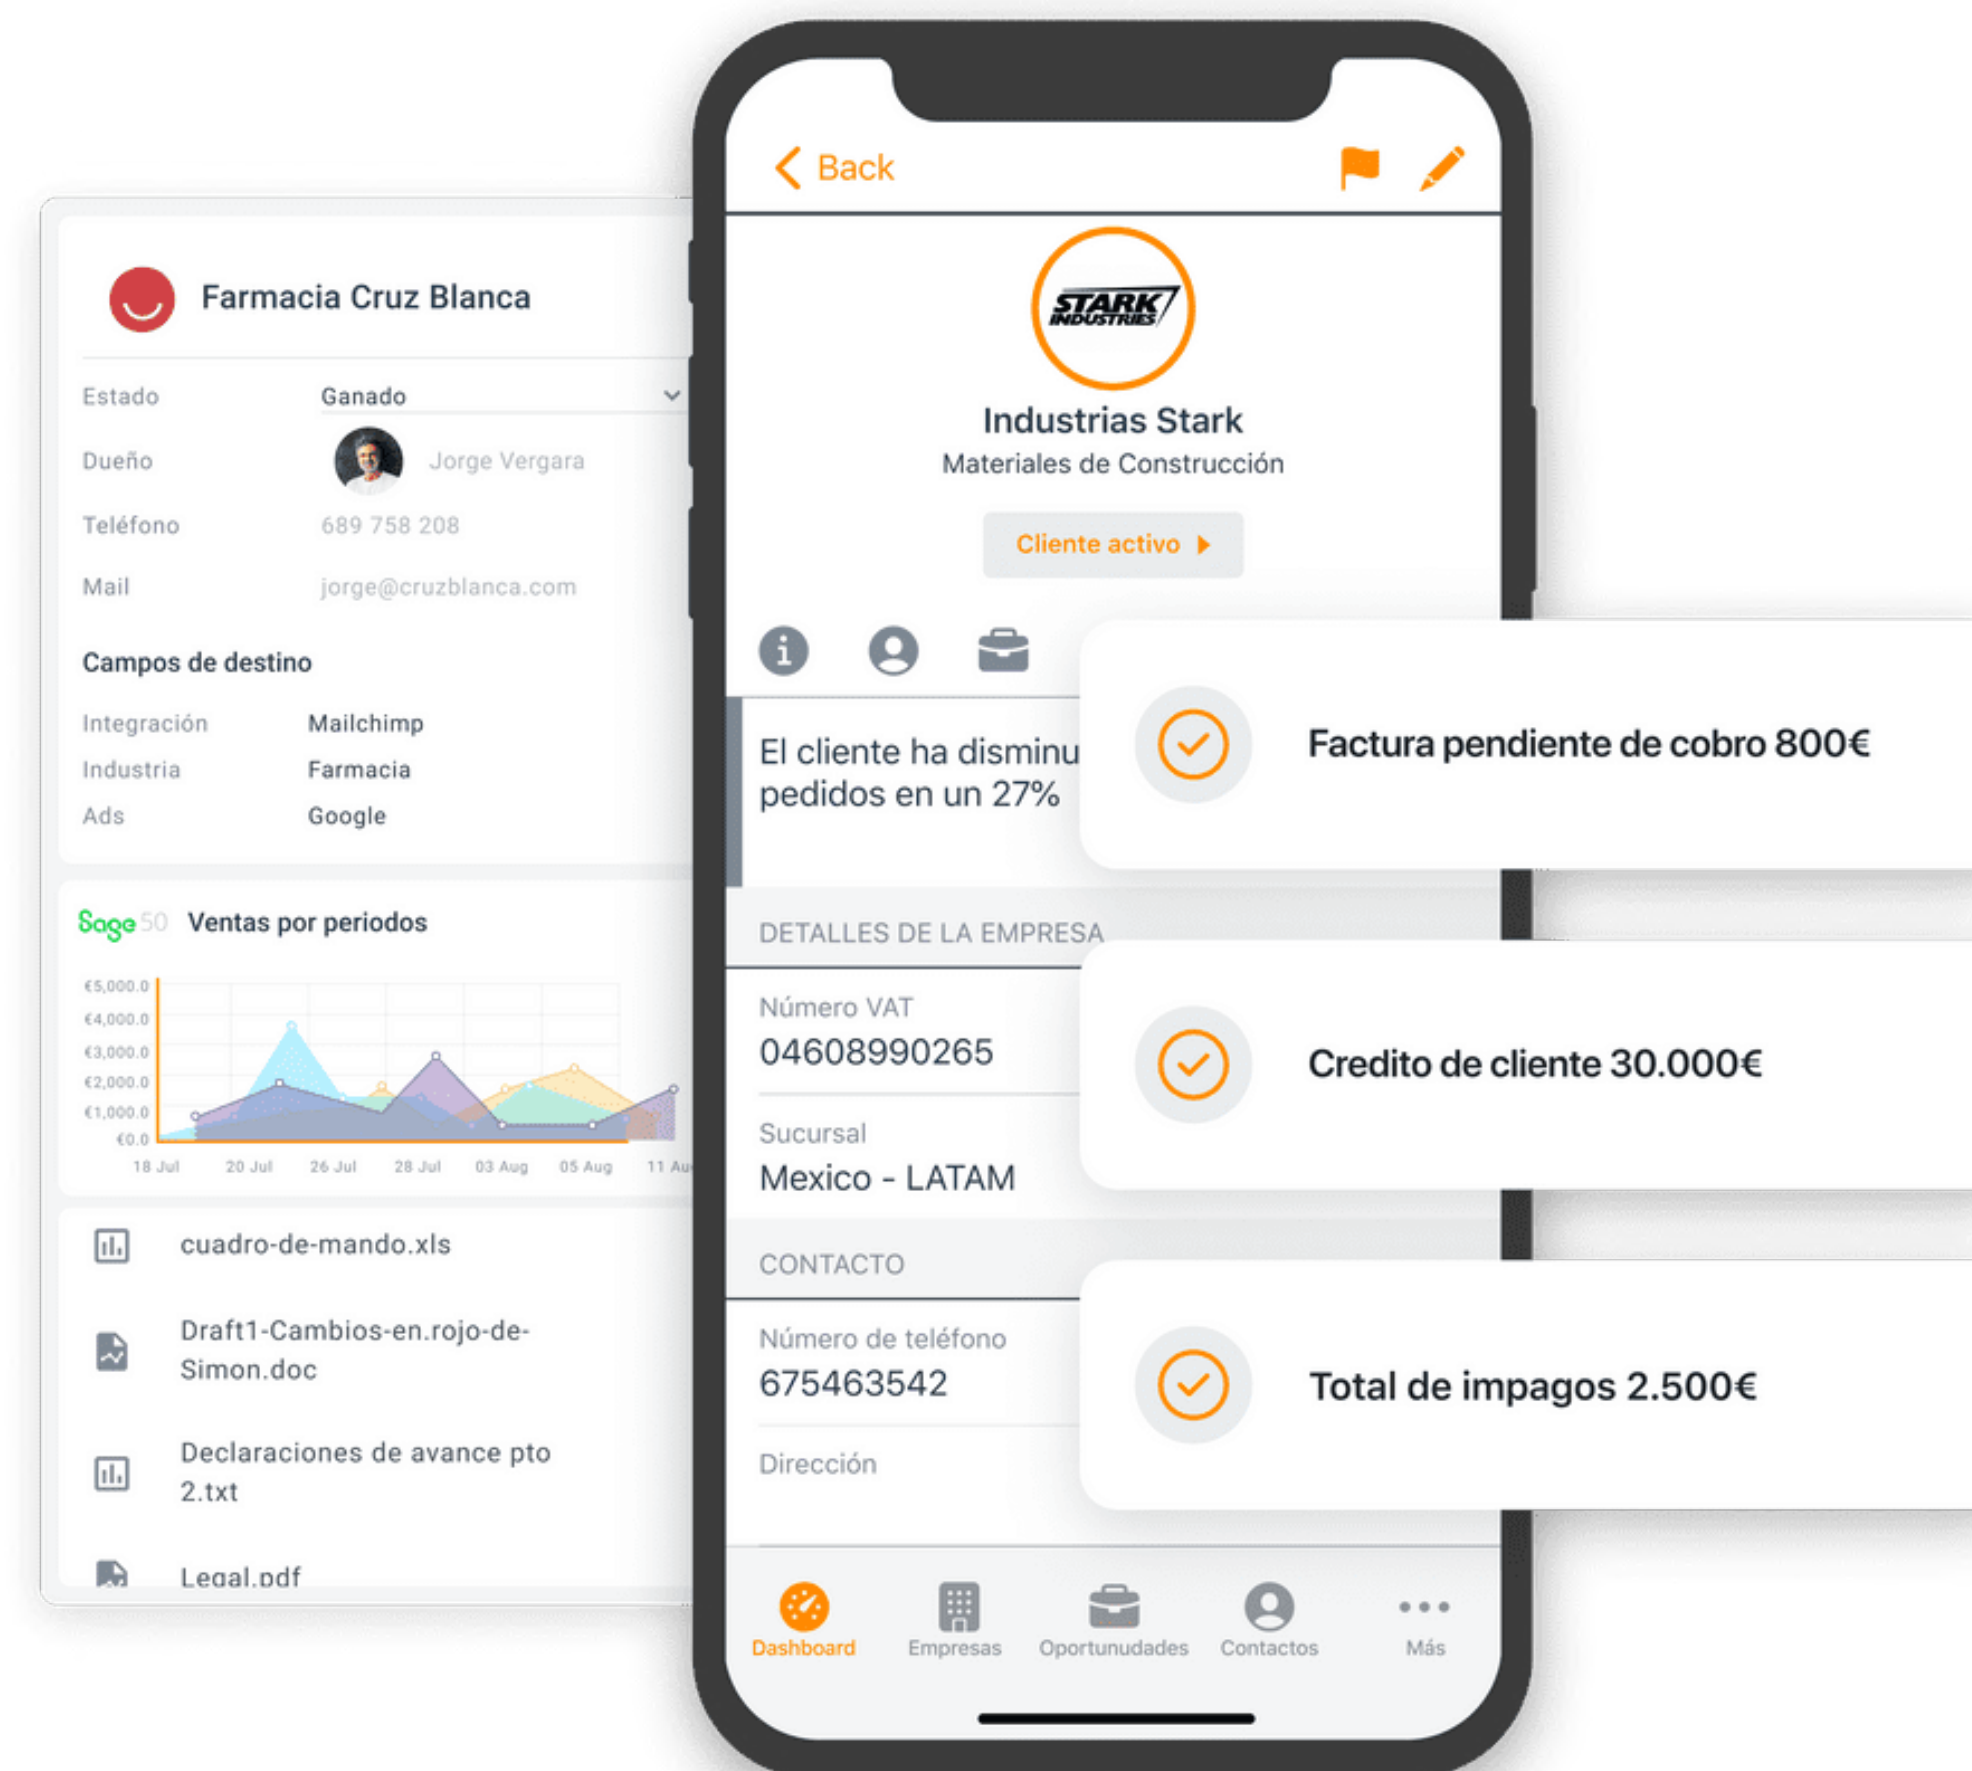 Farmacia Cruz Blanca
Estado Ganado
Dueño Jorge Vergara
Teléfono 689 758 208
Mail jorge@cruzblanca.com
Campos de destino
Integración Mailchimp
Industria Farmacia
Ads Google
Sage 50 Ventas por periodos
€5,000.0
€4,000.0
€3,000.0
€2,000.0
€1,000.0
€0.0
18 Jul 20 Jul 26 Jul 28 Jul 03 Aug 05 Aug 11
cuadro-de-mando.xls
Draft1-Cambios-en.rojo-de-
Simon.doc
Declaraciones de avance pto
2.txt
Legal.pdf
Back
STARK
INDUSTRIES
Industrias Stark
Materiales de Construcción
Cliente activo
El cliente ha disminu
pedidos en un 27%
DETALLES DE LA EMPRESA
Número VAT
04608990265
Sucursal
Mexico - LATAM
CONTACTO
Número de teléfono
675463542
Dirección
Dashboard Empresas Oportunudades Contactos Más
Factura pendiente de cobro 800€
Credito de cliente 30.000€
Total de impagos 2.500€